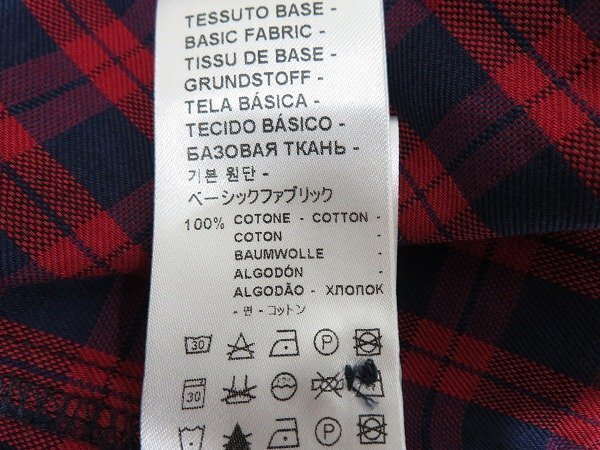 TESSUTO BASE -
BASIC FABRIC -
TISSU DE BASE -
GRUNDSTOFF -
TELA BÁSICA -
TECIDO BÁSICO -
БАЗОВАЯ ТКАНЬ -
기본 원단 -
ベーシックファブリック
100% COTONE - COTTON -
COTON -
BAUMWOLLE -
ALGODÓN -
ALGODÃO - ХЛОПОК
- 면 - コットン
30 P
30
P